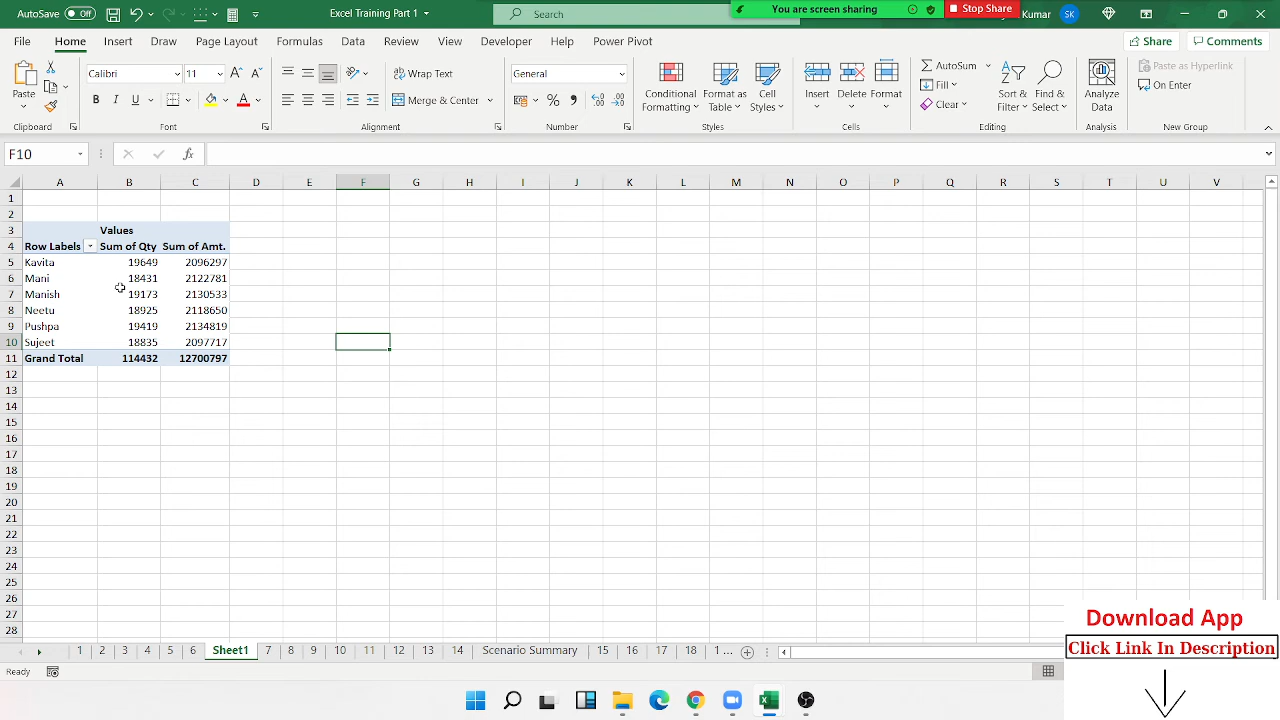 AutoSave Off
Excel Training Part 1
Search
You are screen sharing
Stop Share
Kumar SK
File Home Insert Draw Page Layout Formulas Data Review View Developer Help Power Pivot
Share Comments
Paste
Calibri 11
B I U
Wrap Text
Merge & Center
General
Conditional Formatting
Format as Table
Cell Styles
Insert Delete Format
AutoSum
Fill
Clear
Sort & Filter
Find & Select
Analyze Data
Paste as Hyperlink
On Enter
Clipboard Font Alignment Number Styles Cells Editing Analysis New Group
F10 fx
A B C D E F G H I J K L M N O P Q R S T U V
1
2
3 Values
4 Row Labels Sum of Qty Sum of Amt.
5 Kavita 19649 2096297
6 Mani 18431 2122781
7 Manish 19173 2130533
8 Neetu 18925 2118650
9 Pushpa 19419 2134819
10 Sujeet 18835 2097717
11 Grand Total 114432 12700797
12
13
14
15
16
17
18
19
20
21
22
23
24
25
26
27
28
1 2 3 4 5 6 Sheet1 7 8 9 10 11 12 13 14 Scenario Summary 15 16 17 18 1 ...
Ready
Download App
Click Link In Description